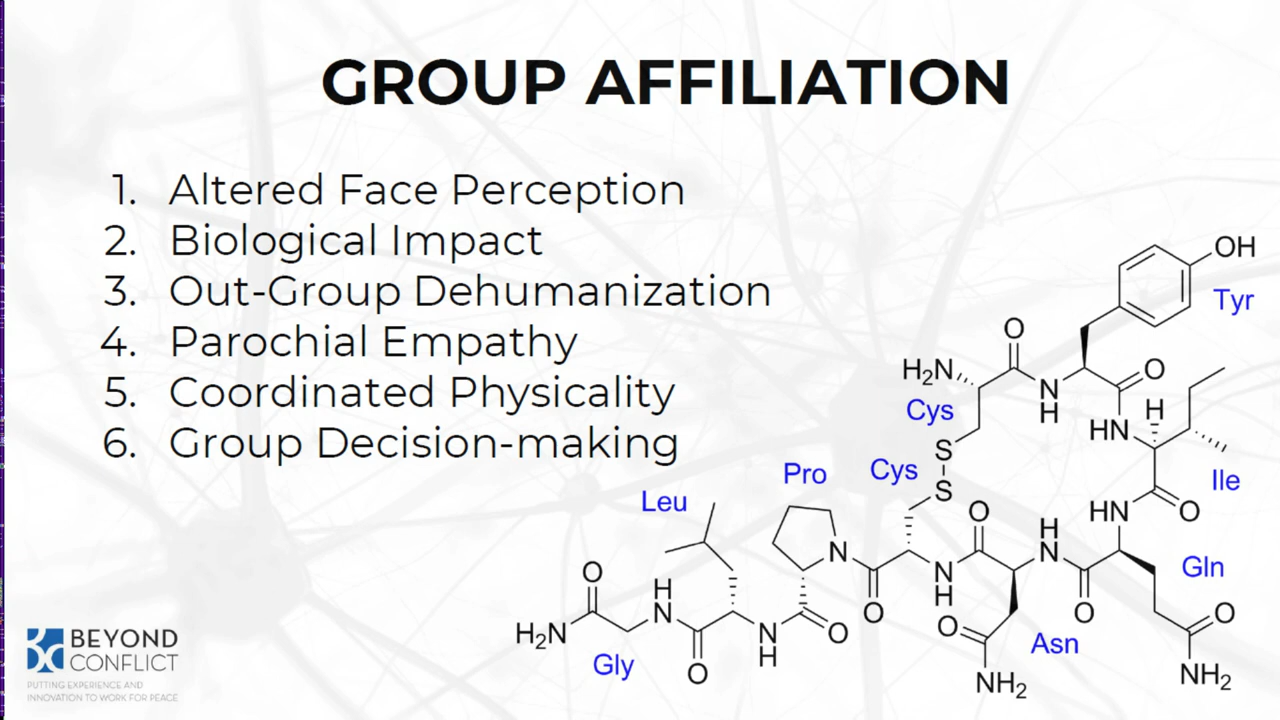 GROUP AFFILIATION
1. Altered Face Perception
2. Biological Impact
3. Out-Group Dehumanization
4. Parochial Empathy
5. Coordinated Physicality
6. Group Decision-making
OH
Tyr
O
H₂N
N
H
O
Cys
HN
H
Ile
S
S
Cys
Pro
Leu
O
HN
Gln
O
H
N
N
O
N
H
O
O
NH₂
Asn
O
NH₂
O
H
N
H₂N
Gly
O
N
H
O
BEYOND
CONFLICT
PUTTING EXPERIENCE AND
INNOVATION TO WORK FOR PEACE